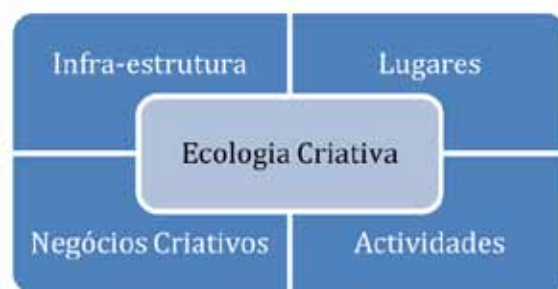 Infra-estrutura
Lugares
Ecologia Criativa
Negócios Criativos
Actividades